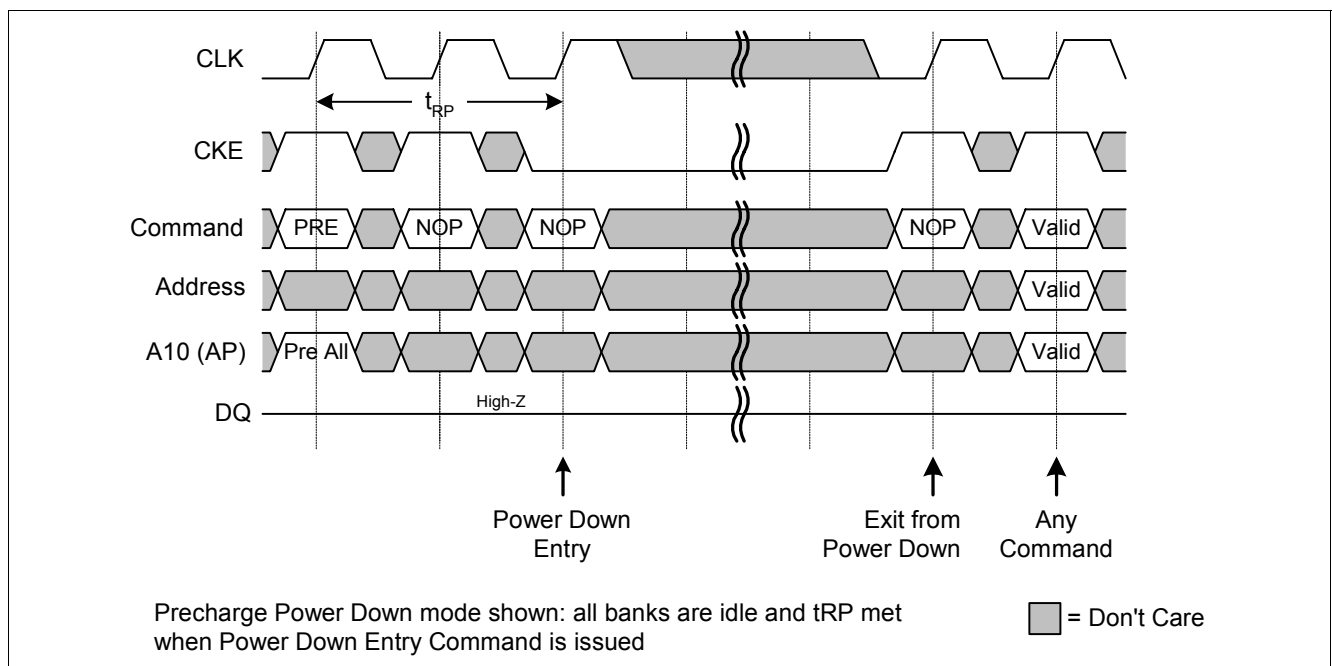 CLK
tRP
CKE
Command PRE NOP NOP NOP Valid
Address Valid
A10 (AP) Pre All Valid
High-Z
DQ
Power Down
Entry
Exit from
Power Down
Any
Command
Precharge Power Down mode shown: all banks are idle and tRP met
when Power Down Entry Command is issued
= Don't Care